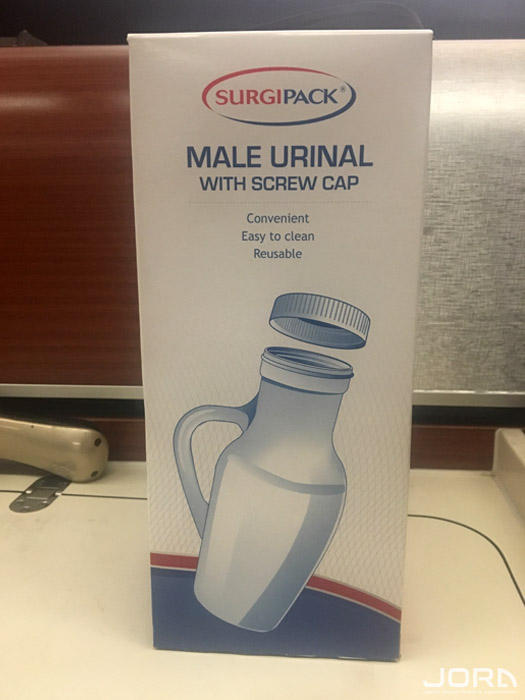 SURGIPACK®
MALE URINAL
WITH SCREW CAP
Convenient
Easy to clean
Reusable
JORA